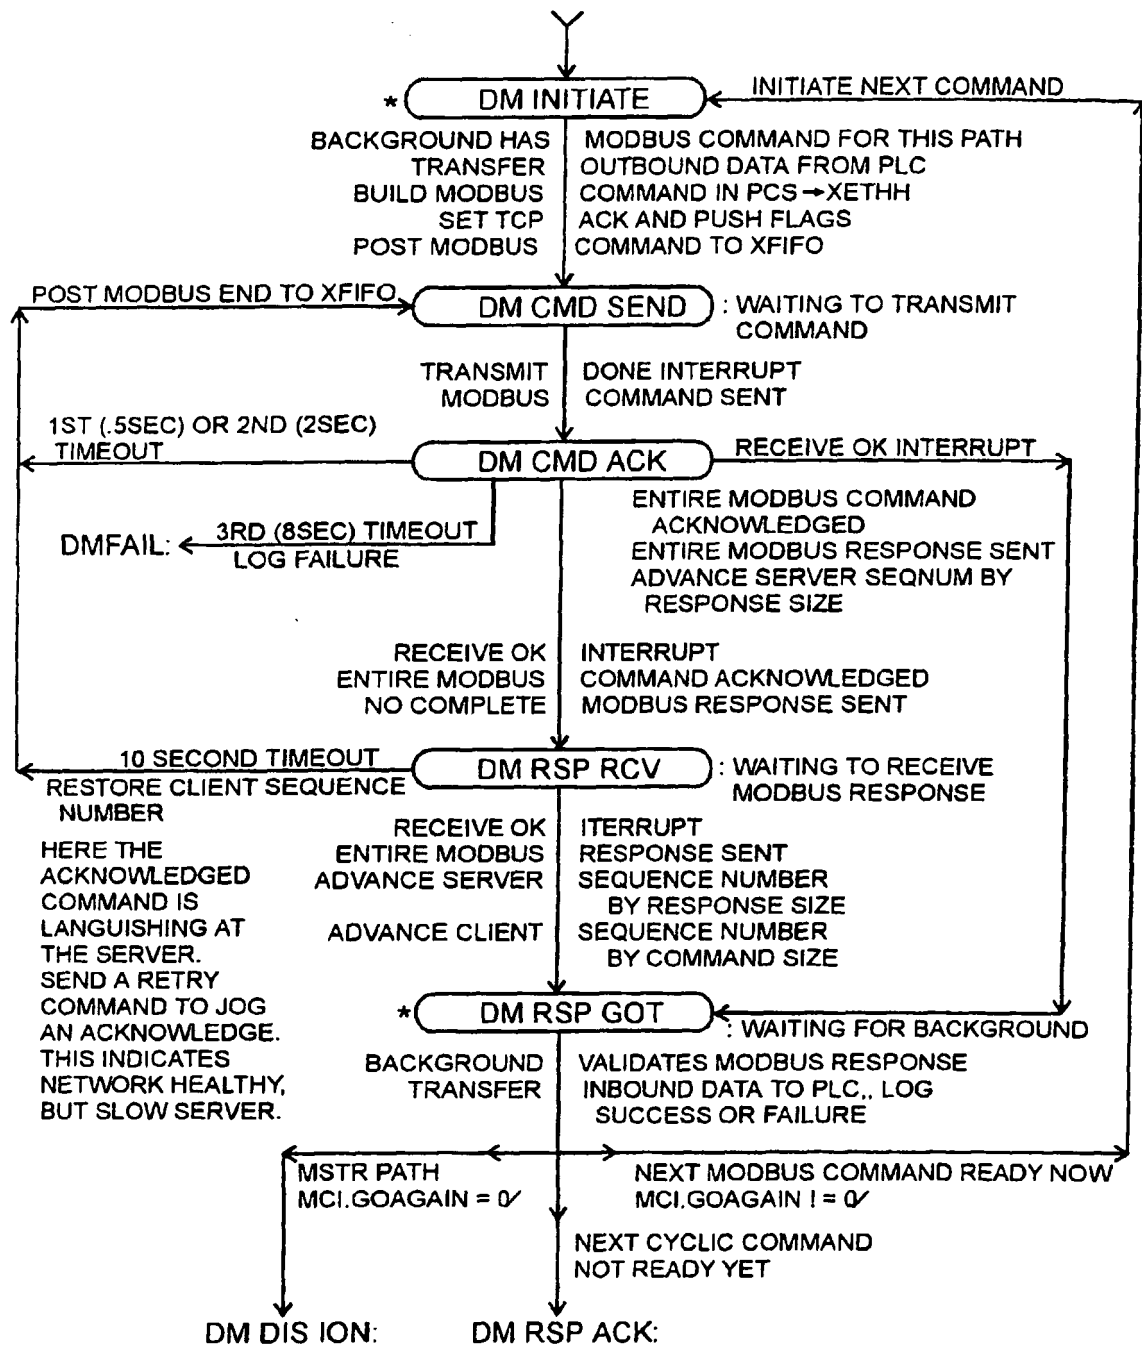 * DM INITIATE
INITIATE NEXT COMMAND
BACKGROUND HAS MODBUS COMMAND FOR THIS PATH
TRANSFER OUTBOUND DATA FROM PLC
BUILD MODBUS COMMAND IN PCS→XETHH
SET TCP ACK AND PUSH FLAGS
POST MODBUS COMMAND TO XFIFO
POST MODBUS END TO XFIFO
DM CMD SEND
: WAITING TO TRANSMIT
COMMAND
TRANSMIT DONE INTERRUPT
MODBUS COMMAND SENT
1ST (.5SEC) OR 2ND (2SEC)
TIMEOUT
DM CMD ACK
RECEIVE OK INTERRUPT
3RD (8SEC) TIMEOUT
DMFAIL:
LOG FAILURE
ENTIRE MODBUS COMMAND
ACKNOWLEDGED
ENTIRE MODBUS RESPONSE SENT
ADVANCE SERVER SEQNUM BY
RESPONSE SIZE
RECEIVE OK INTERRUPT
ENTIRE MODBUS COMMAND ACKNOWLEDGED
NO COMPLETE MODBUS RESPONSE SENT
10 SECOND TIMEOUT
RESTORE CLIENT SEQUENCE
NUMBER
DM RSP RCV
: WAITING TO RECEIVE
MODBUS RESPONSE
HERE THE
ACKNOWLEDGED
COMMAND IS
LANGUISHING AT
THE SERVER.
SEND A RETRY
COMMAND TO JOG
AN ACKNOWLEDGE.
THIS INDICATES
NETWORK HEALTHY,
BUT SLOW SERVER.
RECEIVE OK ITERRUPT
ENTIRE MODBUS RESPONSE SENT
ADVANCE SERVER SEQUENCE NUMBER
BY RESPONSE SIZE
ADVANCE CLIENT SEQUENCE NUMBER
BY COMMAND SIZE
* DM RSP GOT
: WAITING FOR BACKGROUND
BACKGROUND VALIDATES MODBUS RESPONSE
TRANSFER INBOUND DATA TO PLC,, LOG
SUCCESS OR FAILURE
MSTR PATH
MCI.GOAGAIN = 0̸
NEXT MODBUS COMMAND READY NOW
MCI.GOAGAIN ! = 0̸
NEXT CYCLIC COMMAND
NOT READY YET
DM DIS ION:
DM RSP ACK: